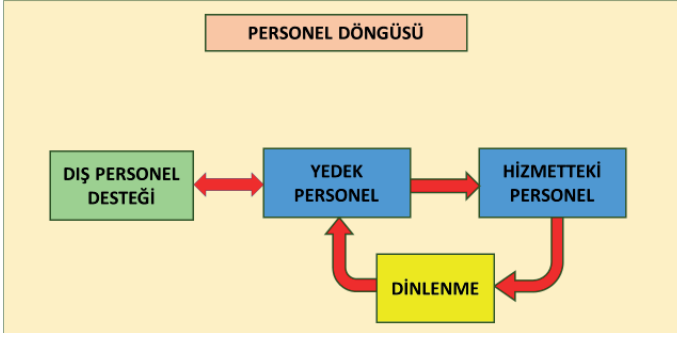 PERSONEL DÖNGÜSÜ
DIŞ PERSONEL
DESTEĞİ
YEDEK
PERSONEL
HİZMETTEKİ
PERSONEL
DİNLENME